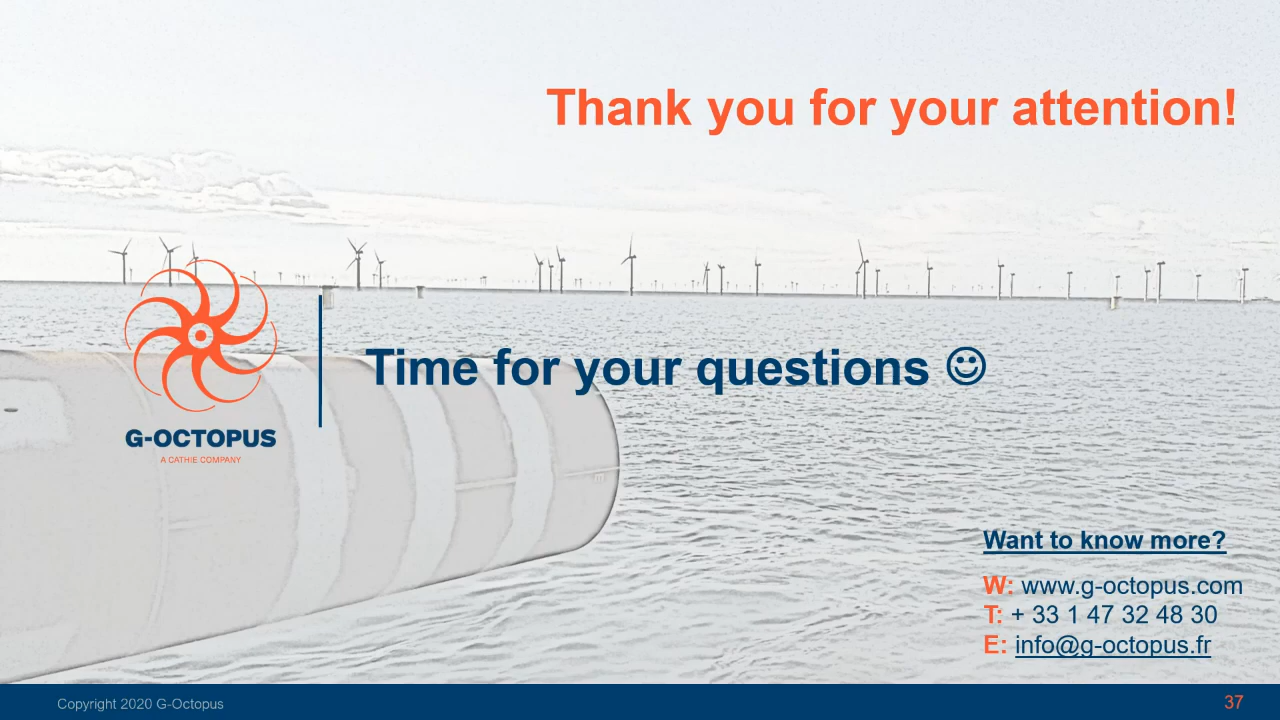 Thank you for your attention!
Time for your questions ☺
G-OCTOPUS
A CATHIE COMPANY
Want to know more?
W: www.g-octopus.com
T: + 33 1 47 32 48 30
E: info@g-octopus.fr
Copyright 2020 G-Octopus
37